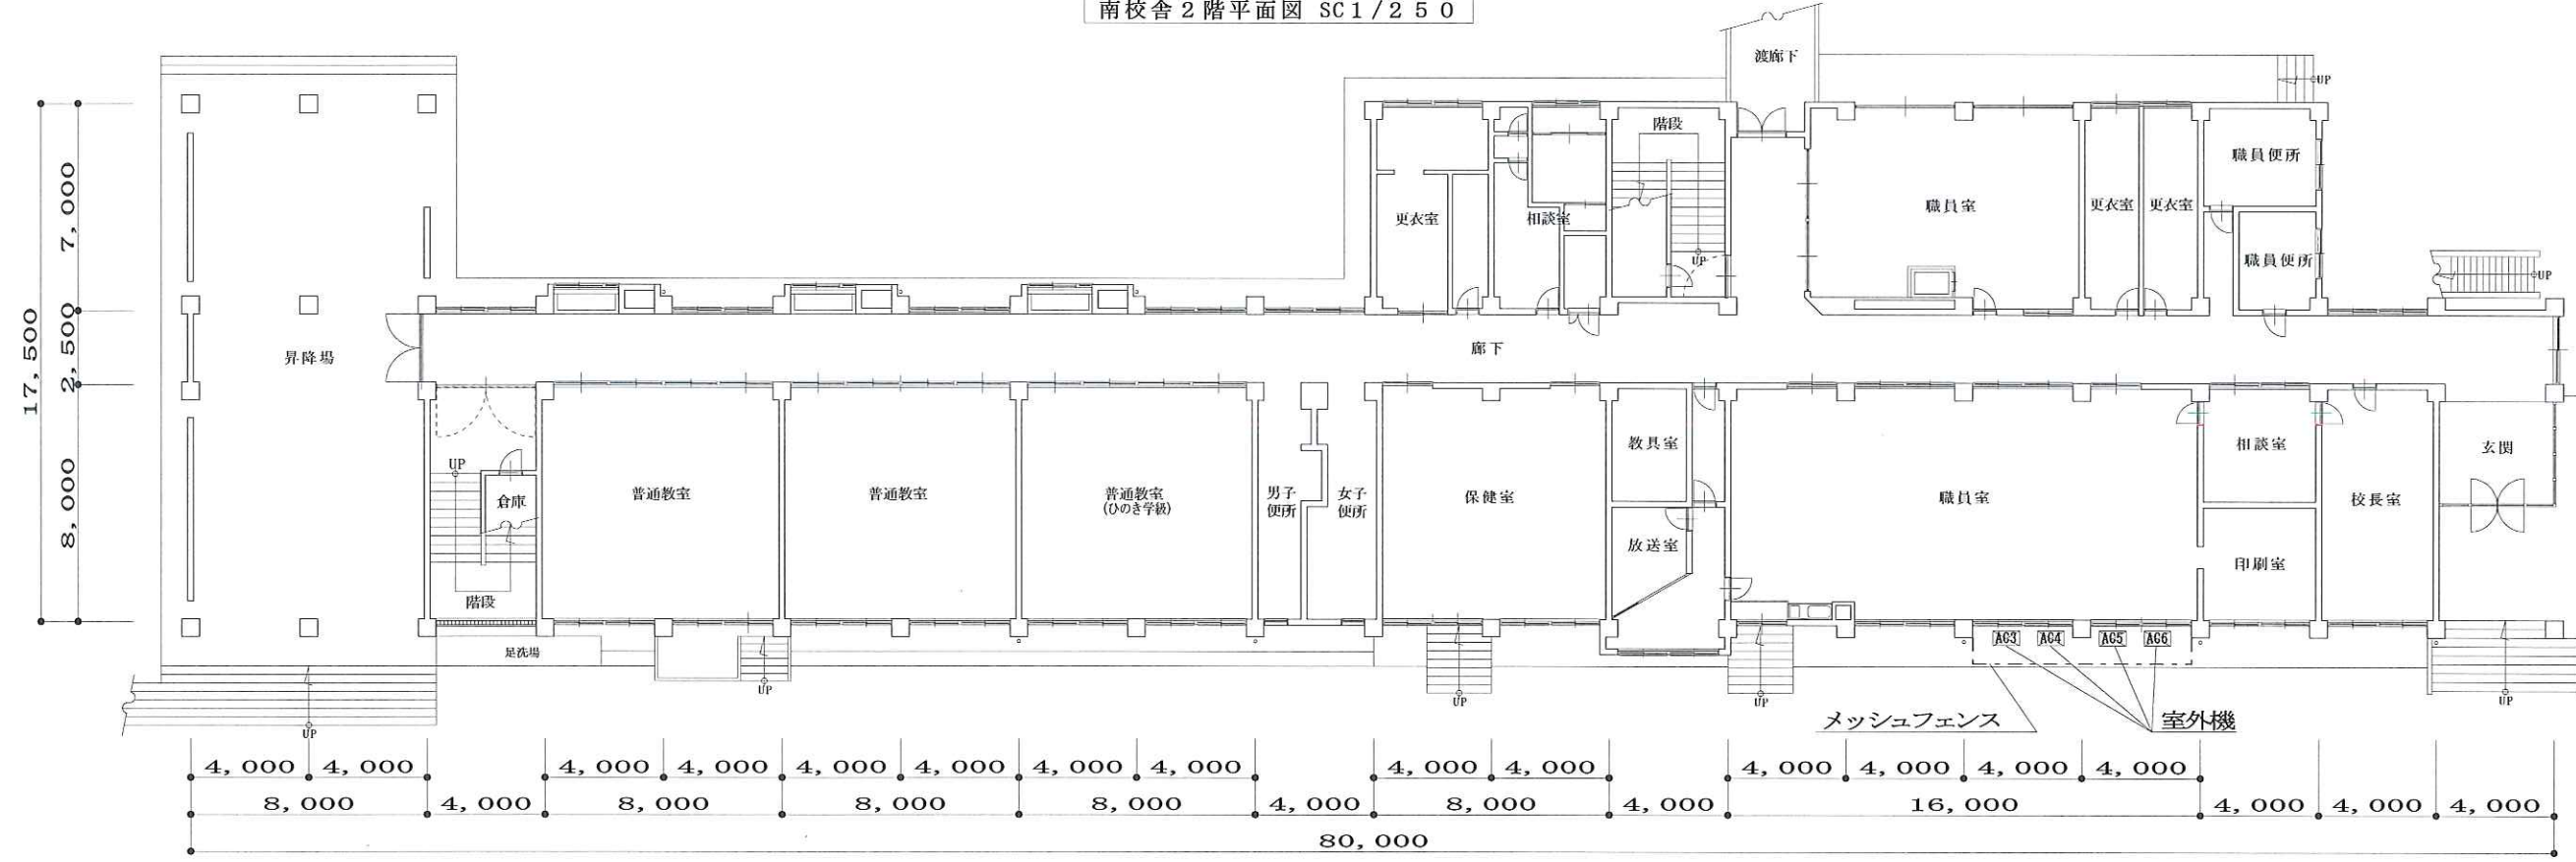 南校舎2階平面図 SC1/250
渡廊下
UP
階段
職員便所
更衣室
相談室
職員室
更衣室
更衣室
UP
職員便所
UP
7,000
17,500
2,500
8,000
昇降場
廊下
UP
倉庫
階段
普通教室
普通教室
普通教室
(ひのき学級)
男子
便所
女子
便所
保健室
教具室
放送室
職員室
相談室
印刷室
校長室
玄関
足洗場
AC3
AC4
AC5
AC6
UP
UP
UP
UP
UP
メッシュフェンス
室外機
4,000 4,000 4,000 4,000 4,000 4,000 4,000 4,000 4,000 4,000 4,000 4,000 4,000 4,000
8,000 4,000 8,000 8,000 8,000 4,000 8,000 4,000 16,000 4,000 4,000 4,000
80,000